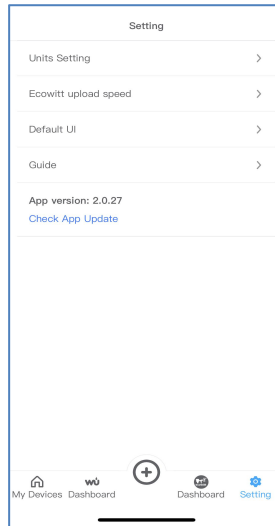 Setting
Units Setting
Ecowitt upload speed
Default UI
Guide
App version: 2.0.27
Check App Update
My Devices
wu
Dashboard
Dashboard
Setting